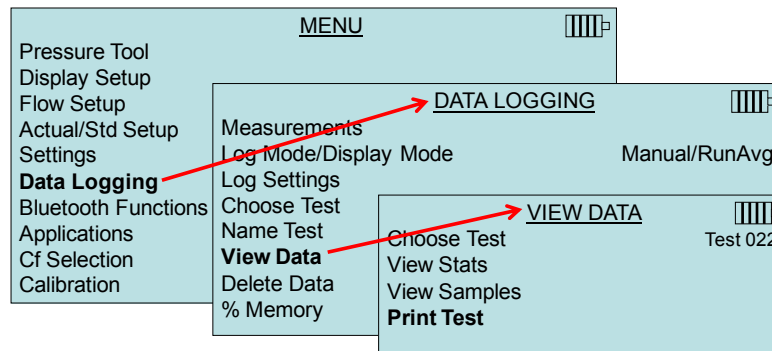 MENU
Pressure Tool
Display Setup
Flow Setup
Actual/Std Setup
Settings
Data Logging
Bluetooth Functions
Applications
Cf Selection
Calibration
DATA LOGGING
Measurements
Log Mode/Display Mode Manual/RunAvg
Log Settings
Choose Test
Name Test
View Data
Delete Data
% Memory
VIEW DATA
Choose Test Test 022
View Stats
View Samples
Print Test